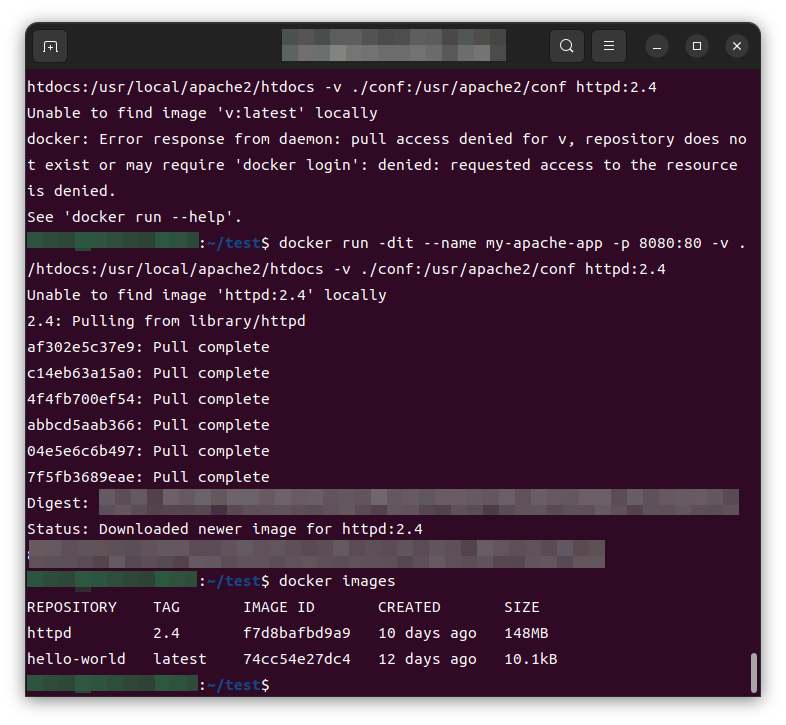 htdocs:/usr/local/apache2/htdocs -v ./conf:/usr/apache2/conf httpd:2.4
Unable to find image 'v:latest' locally
docker: Error response from daemon: pull access denied for v, repository does no
t exist or may require 'docker login': denied: requested access to the resource
is denied.
See 'docker run --help'.
:~/test$ docker run -dit --name my-apache-app -p 8080:80 -v .
/htdocs:/usr/local/apache2/htdocs -v ./conf:/usr/apache2/conf httpd:2.4
Unable to find image 'httpd:2.4' locally
2.4: Pulling from library/httpd
af302e5c37e9: Pull complete
c14eb63a15a0: Pull complete
4f4fb700ef54: Pull complete
abbcd5aab366: Pull complete
04e5e6c6b497: Pull complete
7f5fb3689eae: Pull complete
Digest:
Status: Downloaded newer image for httpd:2.4
:~/test$ docker images
REPOSITORY TAG IMAGE ID CREATED SIZE
httpd 2.4 f7d8bafbd9a9 10 days ago 148MB
hello-world latest 74cc54e27dc4 12 days ago 10.1kB
:~/test$